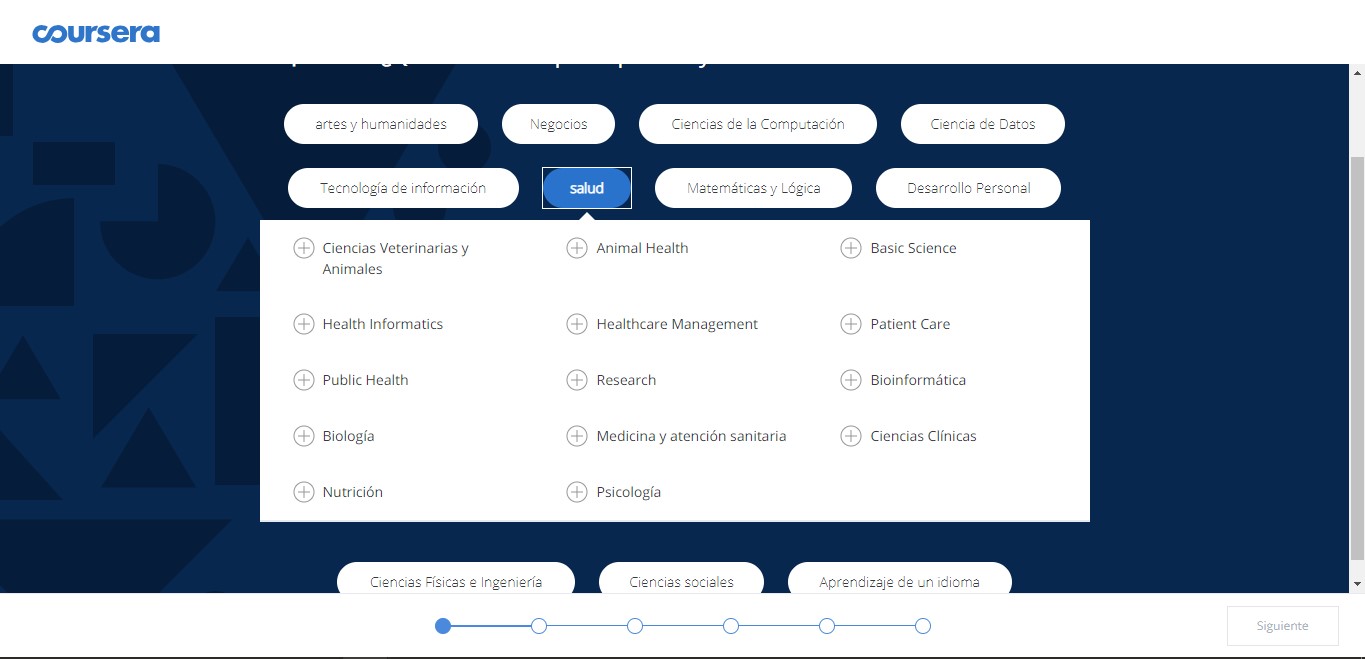 coursera
artes y humanidades
Negocios
Ciencias de la Computación
Ciencia de Datos
Tecnología de información
salud
Matemáticas y Lógica
Desarrollo Personal
Ciencias Veterinarias y
Animales
Animal Health
Basic Science
Health Informatics
Healthcare Management
Patient Care
Public Health
Research
Bioinformática
Biología
Medicina y atención sanitaria
Ciencias Clínicas
Nutrición
Psicología
Ciencias Físicas e Ingeniería
Ciencias sociales
Aprendizaje de un idioma
Siguiente